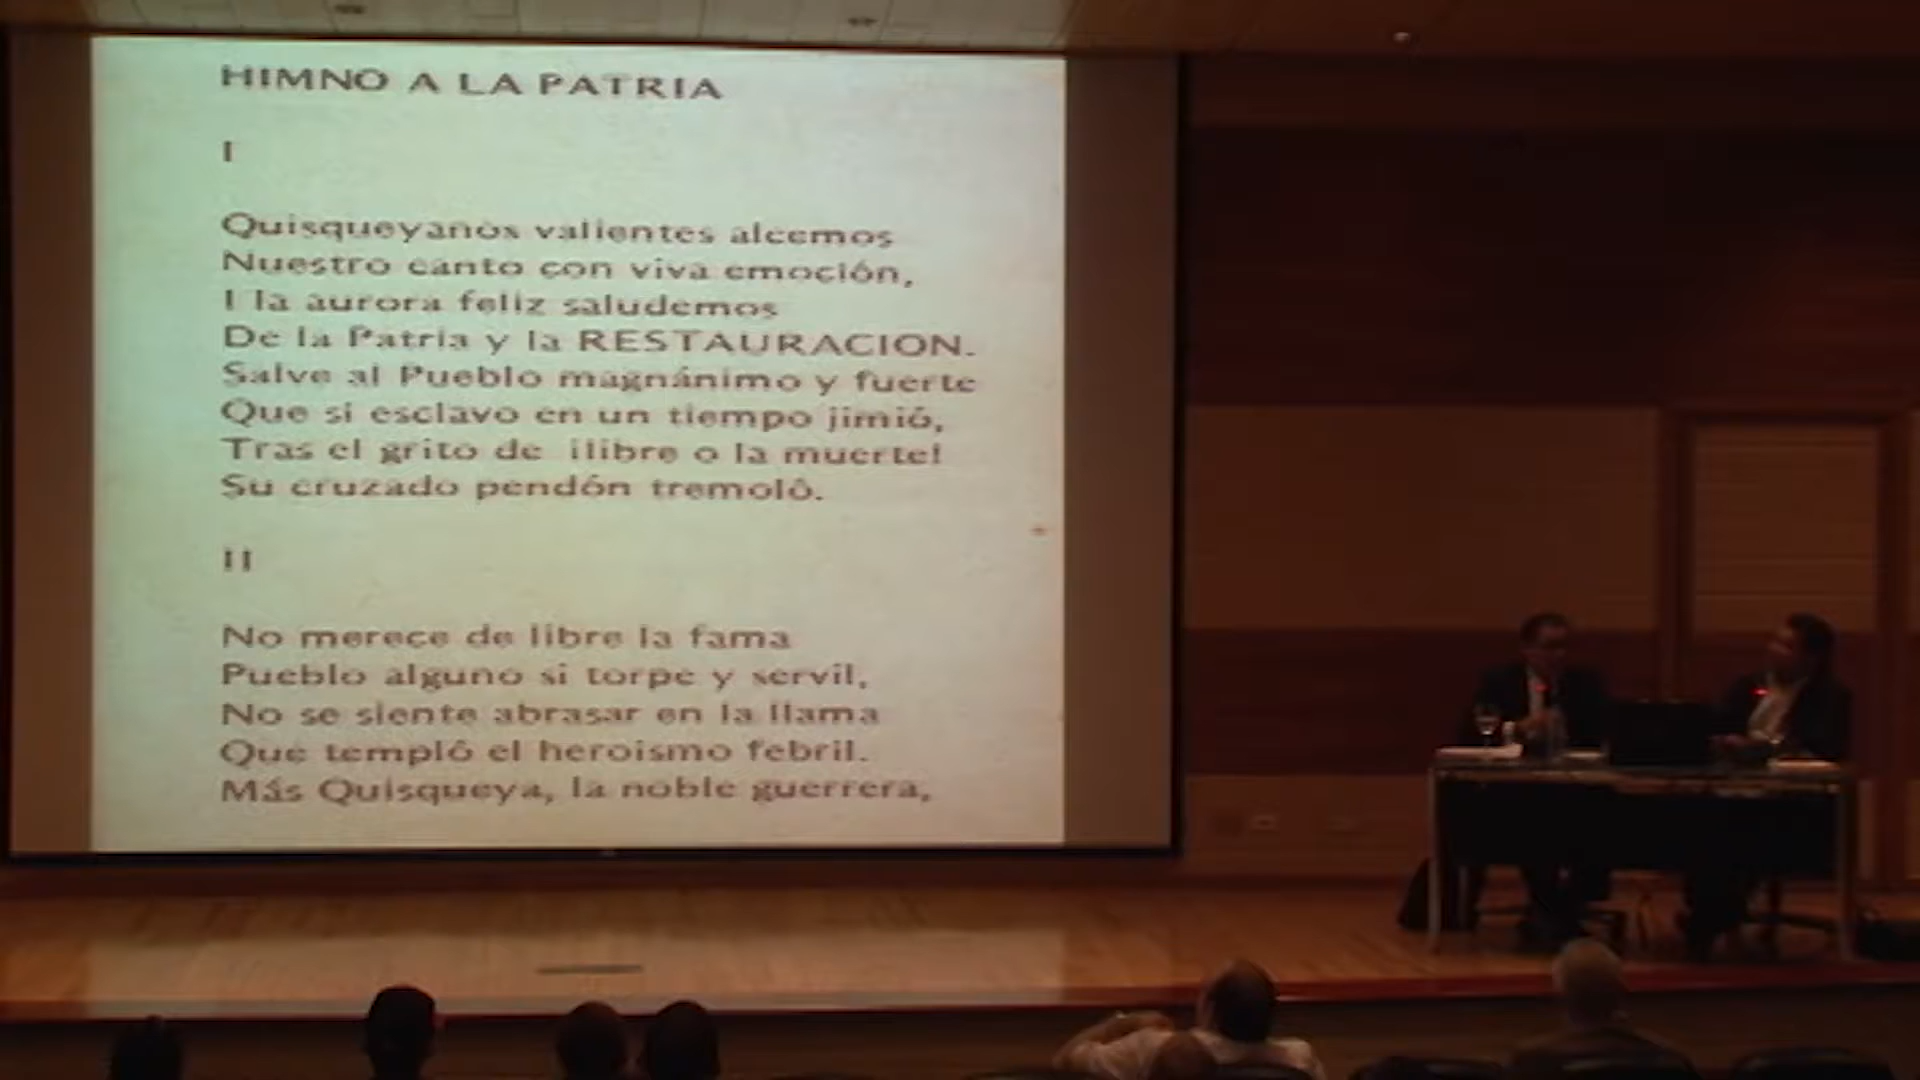 HIMNO A LA PATRIA
I
Quisqueyanos valientes alcemos
Nuestro canto con viva emoción,
I la aurora feliz saludemos
De la Patria y la RESTAURACION.
Salve al Pueblo magnánimo y fuerte
Que si esclavo en un tiempo jimió,
Tras el grito de ¡libre o la muerte!
Su cruzado pendón tremoló.
II
No merece de libre la fama
Pueblo alguno si torpe y servil,
No se siente abrasar en la llama
Que templó el heroismo febril.
Más Quisqueya, la noble guerrera,